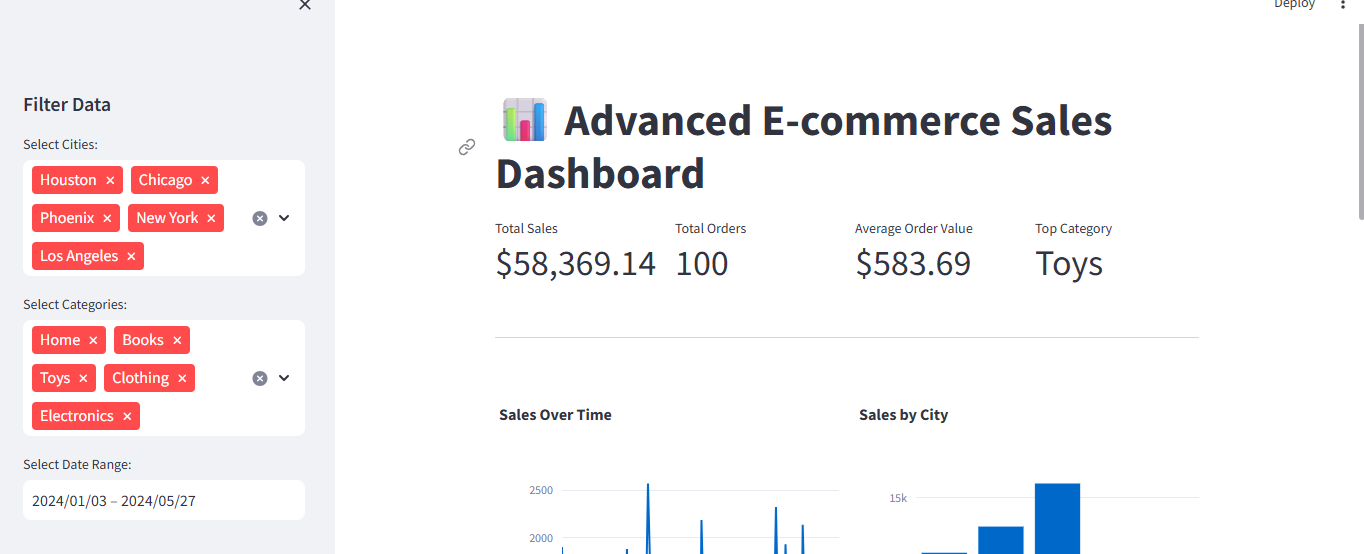 ×
Deploy
Filter Data
Select Cities:
Houston ×
Chicago ×
Phoenix ×
New York ×
Los Angeles ×
Select Categories:
Home ×
Books ×
Toys ×
Clothing ×
Electronics ×
Select Date Range:
2024/01/03 – 2024/05/27
Advanced E-commerce Sales
Dashboard
Total Sales
$58,369.14
Total Orders
100
Average Order Value
$583.69
Top Category
Toys
Sales Over Time
2500
2000
Sales by City
15k